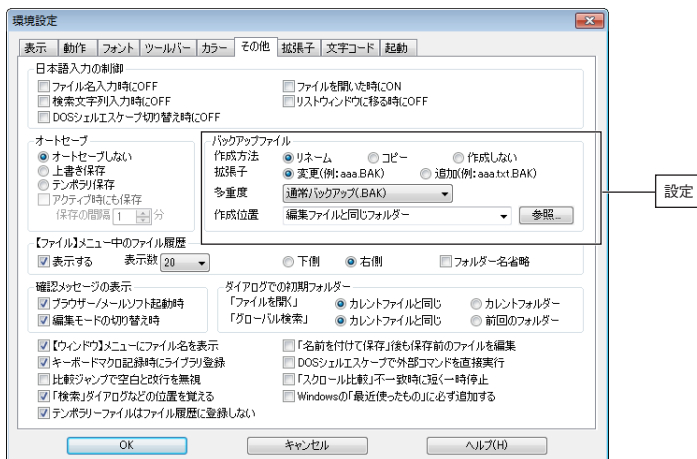 環境設定
表示 動作 フォント ツールバー カラー その他 拡張子 文字コード 起動
日本語入力の制御
ファイル名入力時にOFF ファイルを開いた時にON
検索文字列入力時にOFF リストウィンドウに移る時にOFF
DOSシェルエスケープ切り替え時にOFF
オートセーブ
オートセーブしない
上書き保存
テンポラリ保存
アクティブ時にも保存
保存の間隔 1 分
バックアップファイル
作成方法 リネーム コピー 作成しない
拡張子 変更(例:aaa.BAK) 追加(例:aaa.txt.BAK)
多重度 通常バックアップ(.BAK)
作成位置 編集ファイルと同じフォルダー 参照...
設定
【ファイル】メニュー中のファイル履歴
表示する 表示数 20 下側 右側 フォルダー名省略
確認メッセージの表示
ブラウザー/メールソフト起動時
編集モードの切り替え時
ダイアログでの初期フォルダー
「ファイルを開く」 カレントファイルと同じ カレントフォルダー
「グローバル検索」 カレントファイルと同じ 前回のフォルダー
【ウィンドウ】メニューにファイル名を表示 「名前を付けて保存」後も保存前のファイルを編集
キーボードマクロ記録時にライブラリ登録 DOSシェルエスケープで外部コマンドを直接実行
比較ジャンプで空白と改行を無視 「スクロール比較」不一致時に短く一時停止
「検索」ダイアログなどの位置を覚える Windowsの「最近使ったもの」に必ず追加する
テンポラリーファイルはファイル履歴に登録しない
OK キャンセル ヘルプ(H)